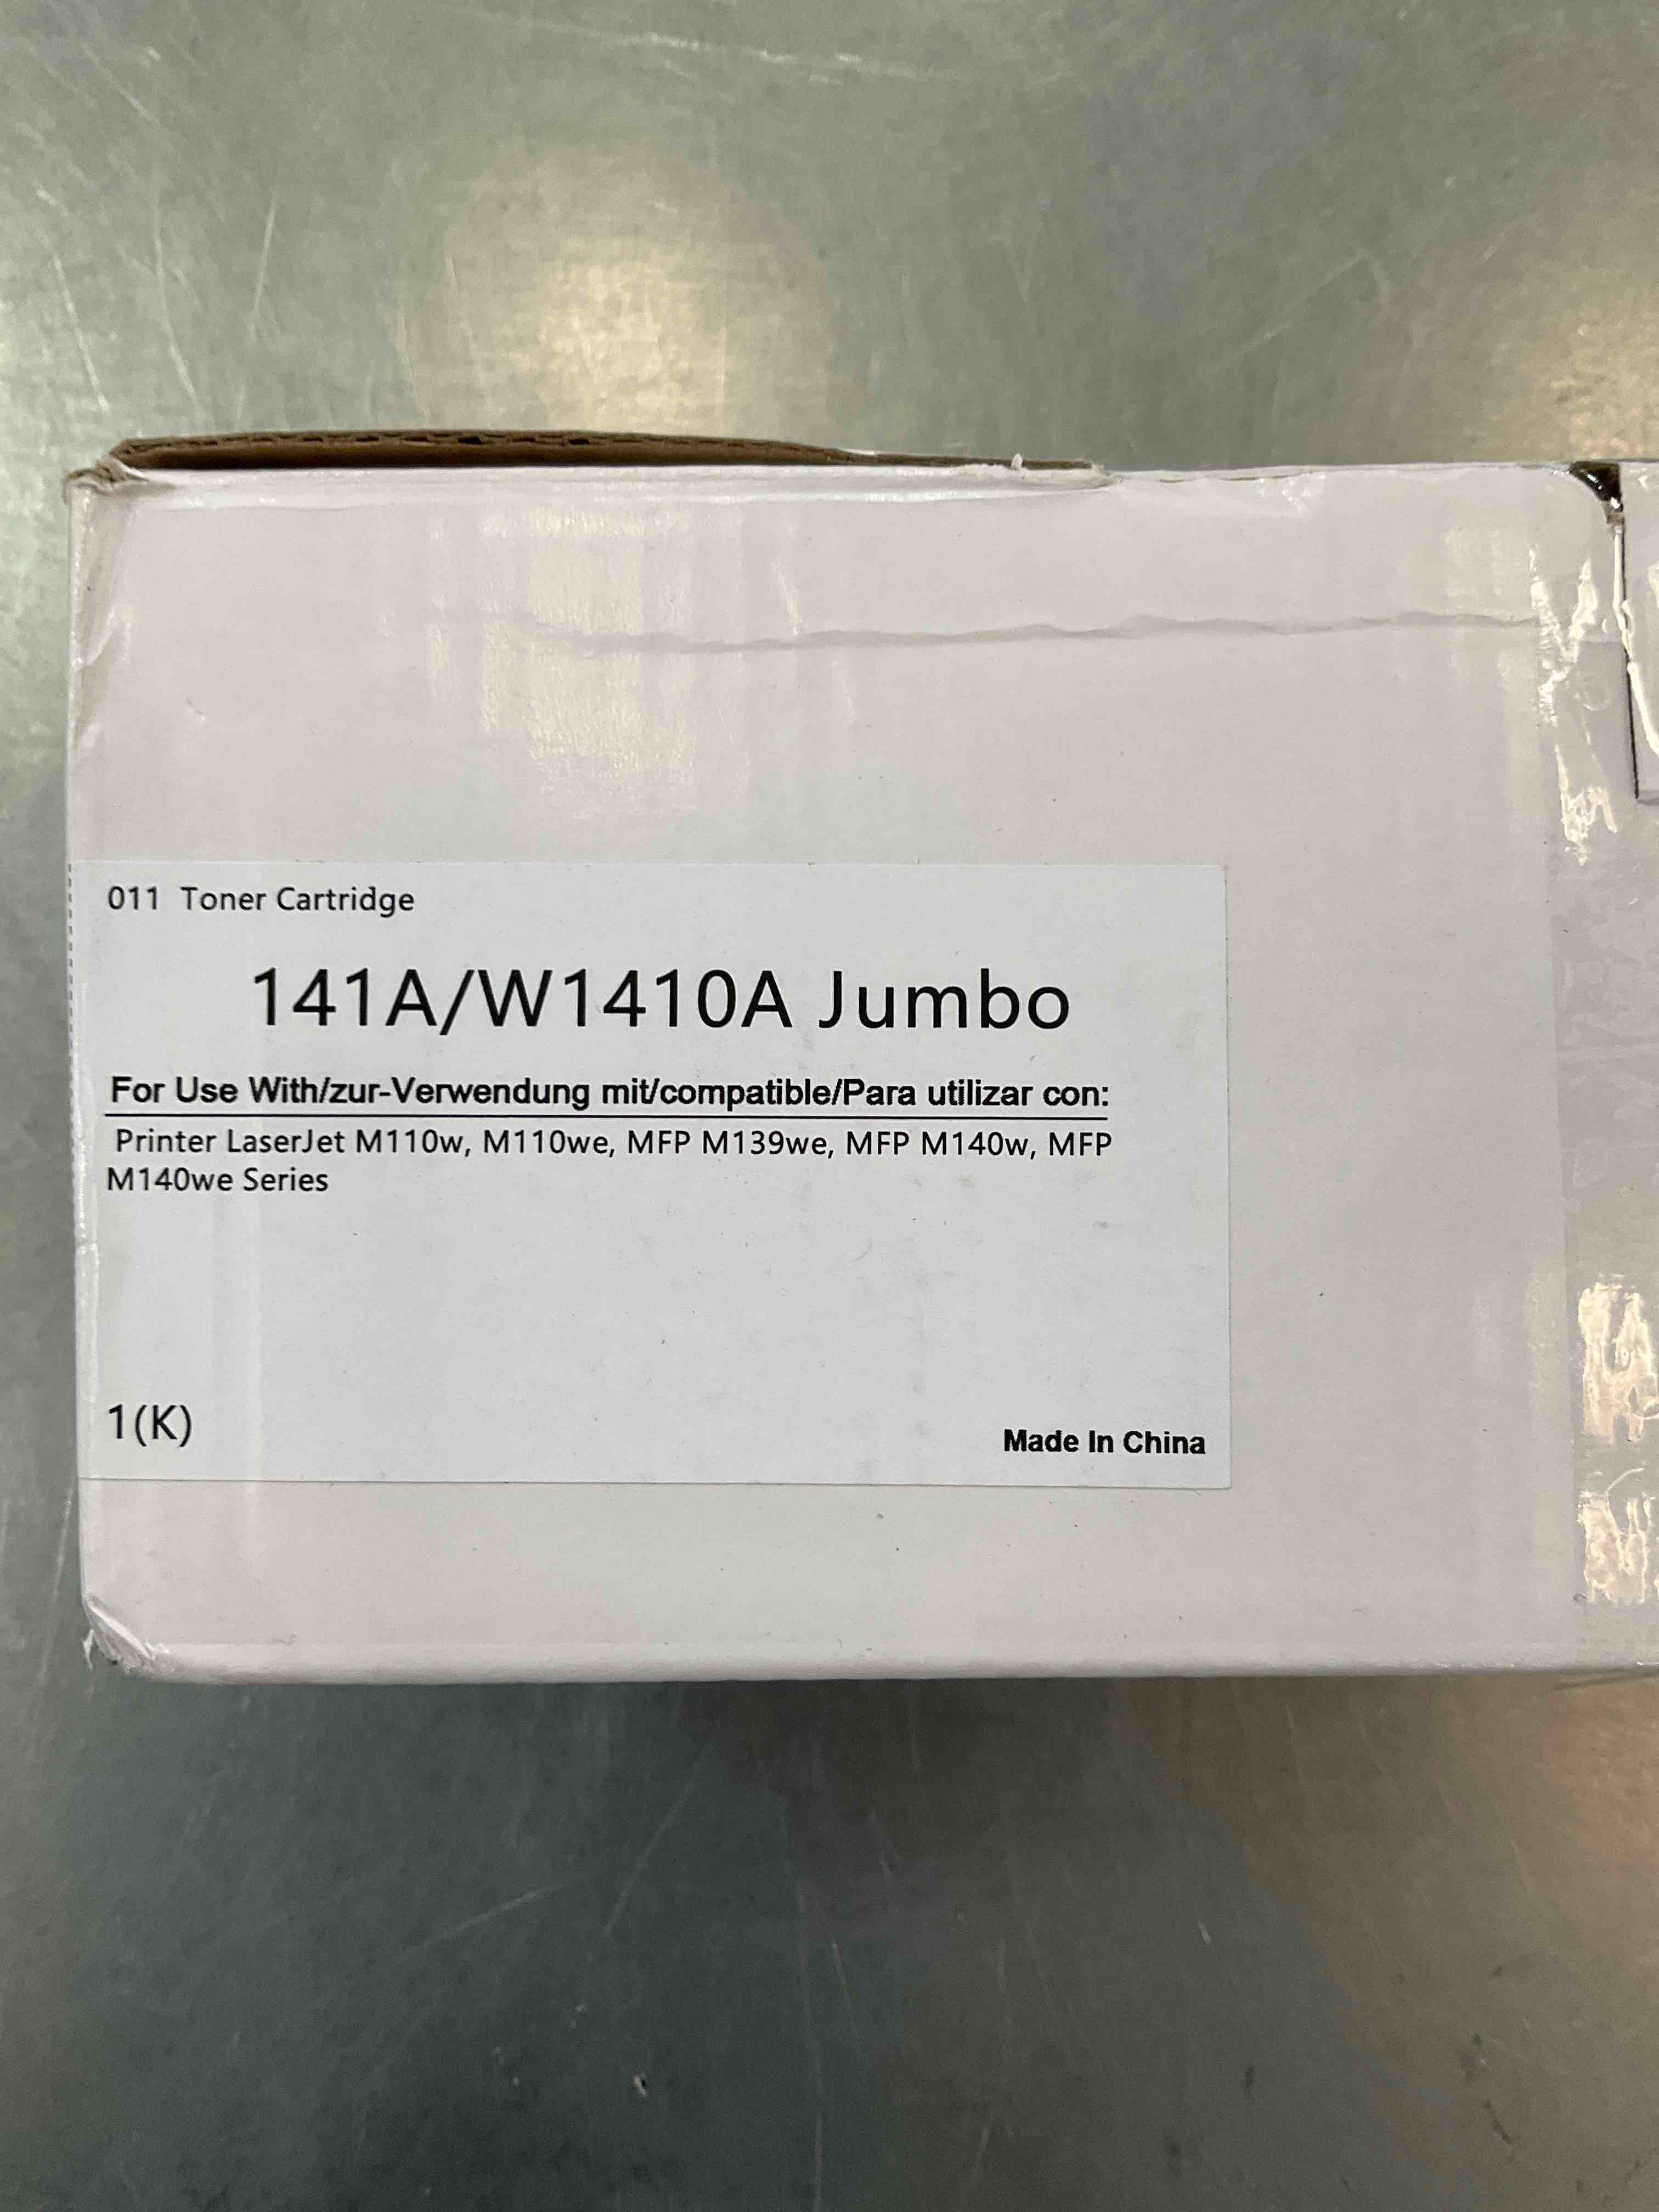 011 Toner Cartridge
141A/W1410A Jumbo
For Use With/zur-Verwendung mit/compatible/Para utilizar con:
Printer LaserJet M110w, M110we, MFP M139we, MFP M140w, MFP
M140we Series
1(K)
Made In China